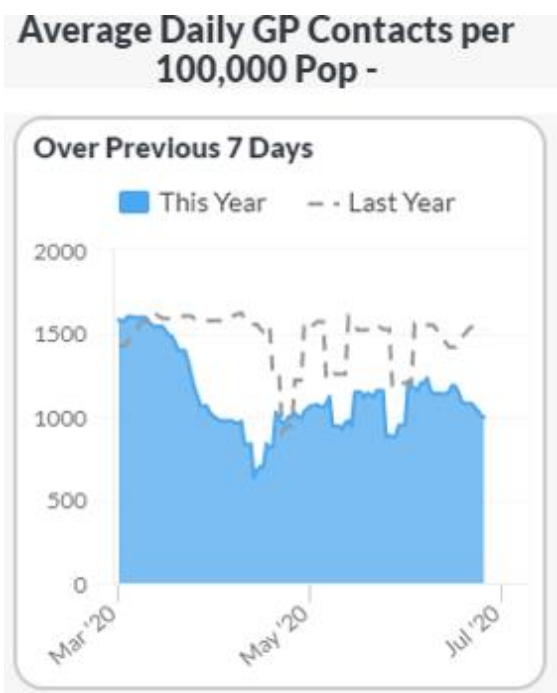 Average Daily GP Contacts per
100,000 Pop -
Over Previous 7 Days
This Year
Last Year
2000
1500
1000
500
0
Mar '20
May '20
Jul '20